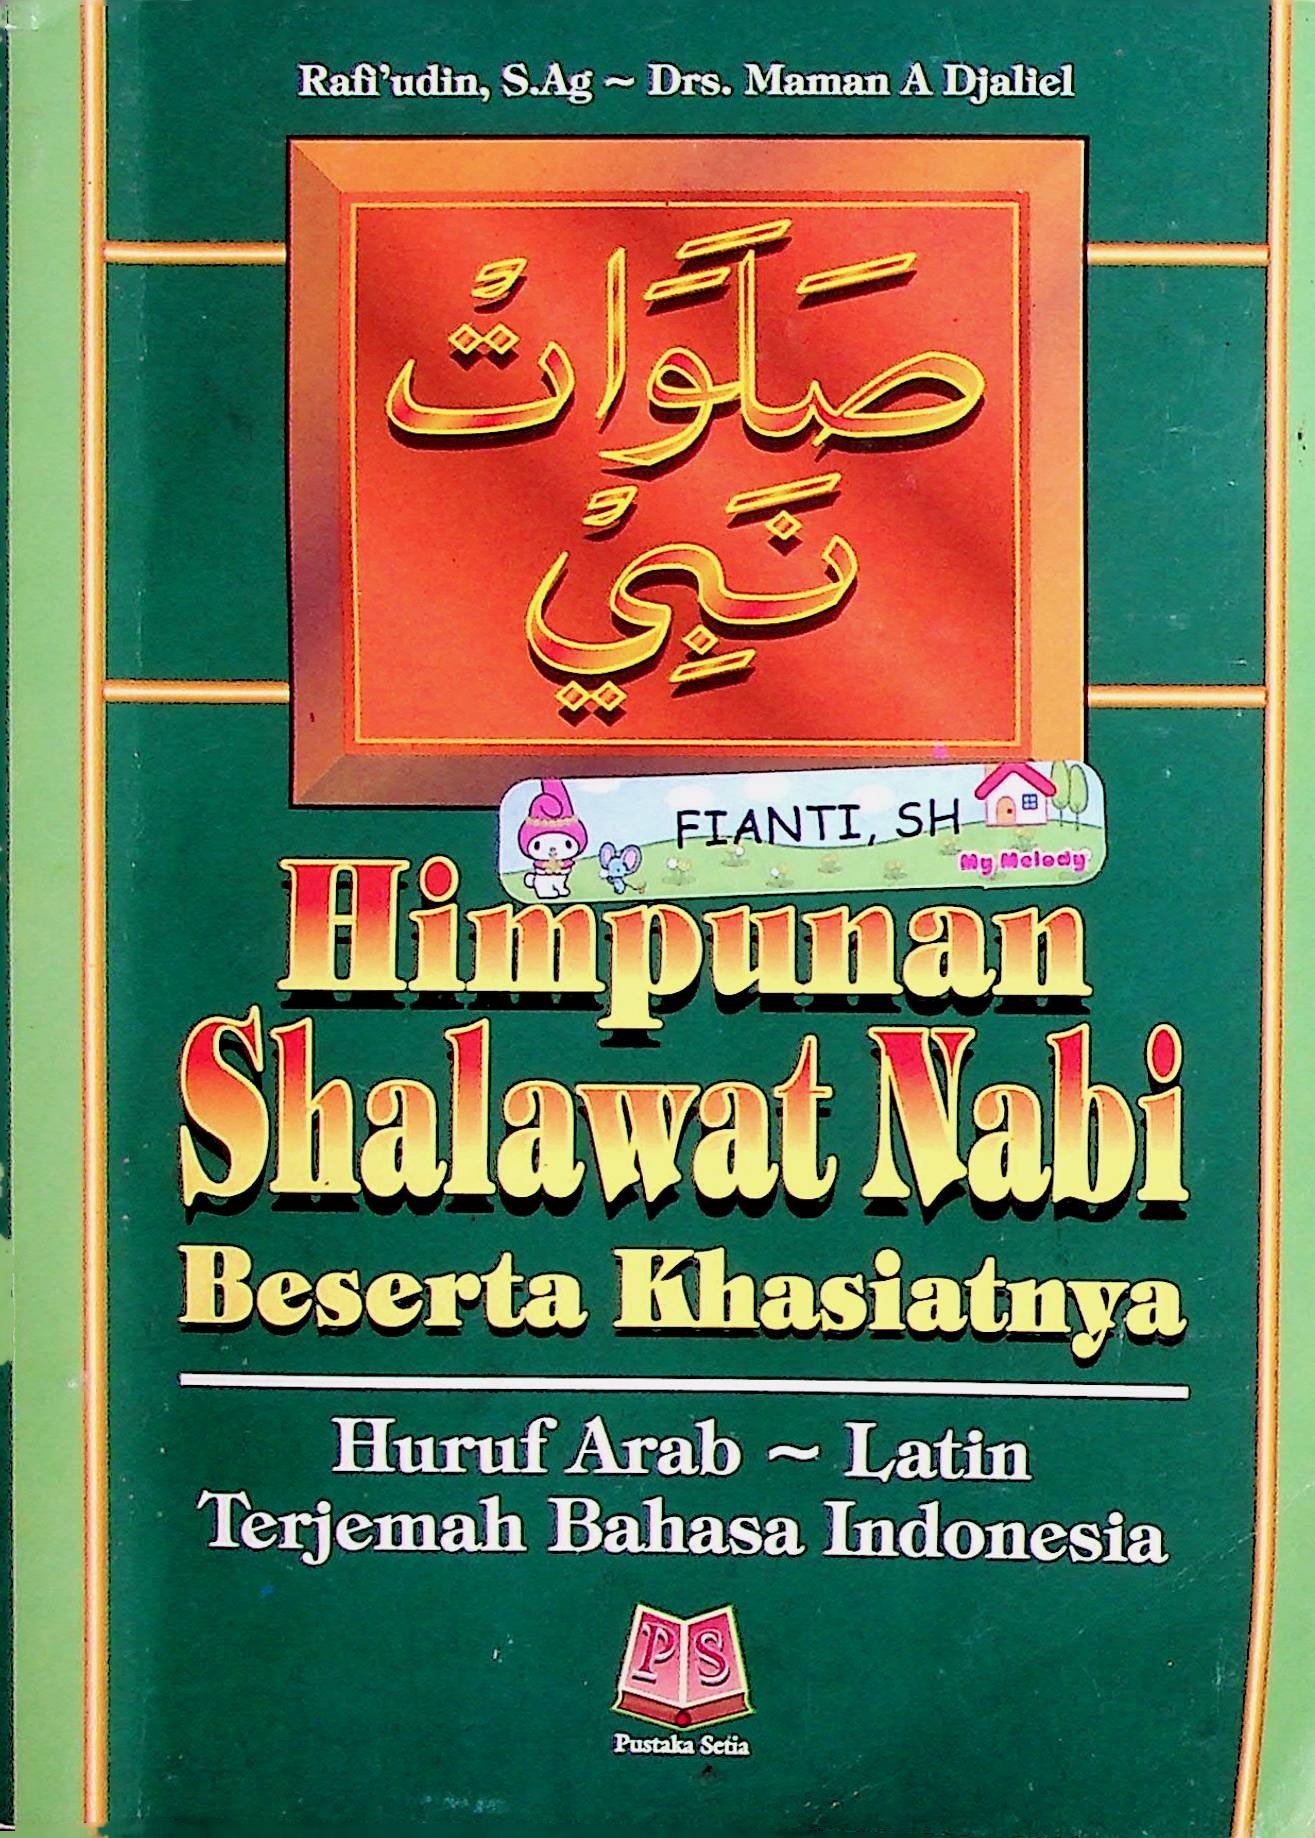 Rafi'udin, S.Ag ~ Drs. Maman A Djaliel
صَلَوَاتٌ
نَبِيٌ
FIANTI, SH
My Melody
Himpunan
Shalawat Nabi
Beserta Khasiatnya
Huruf Arab ~ Latin
Terjemah Bahasa Indonesia
PS
Pustaka Setia